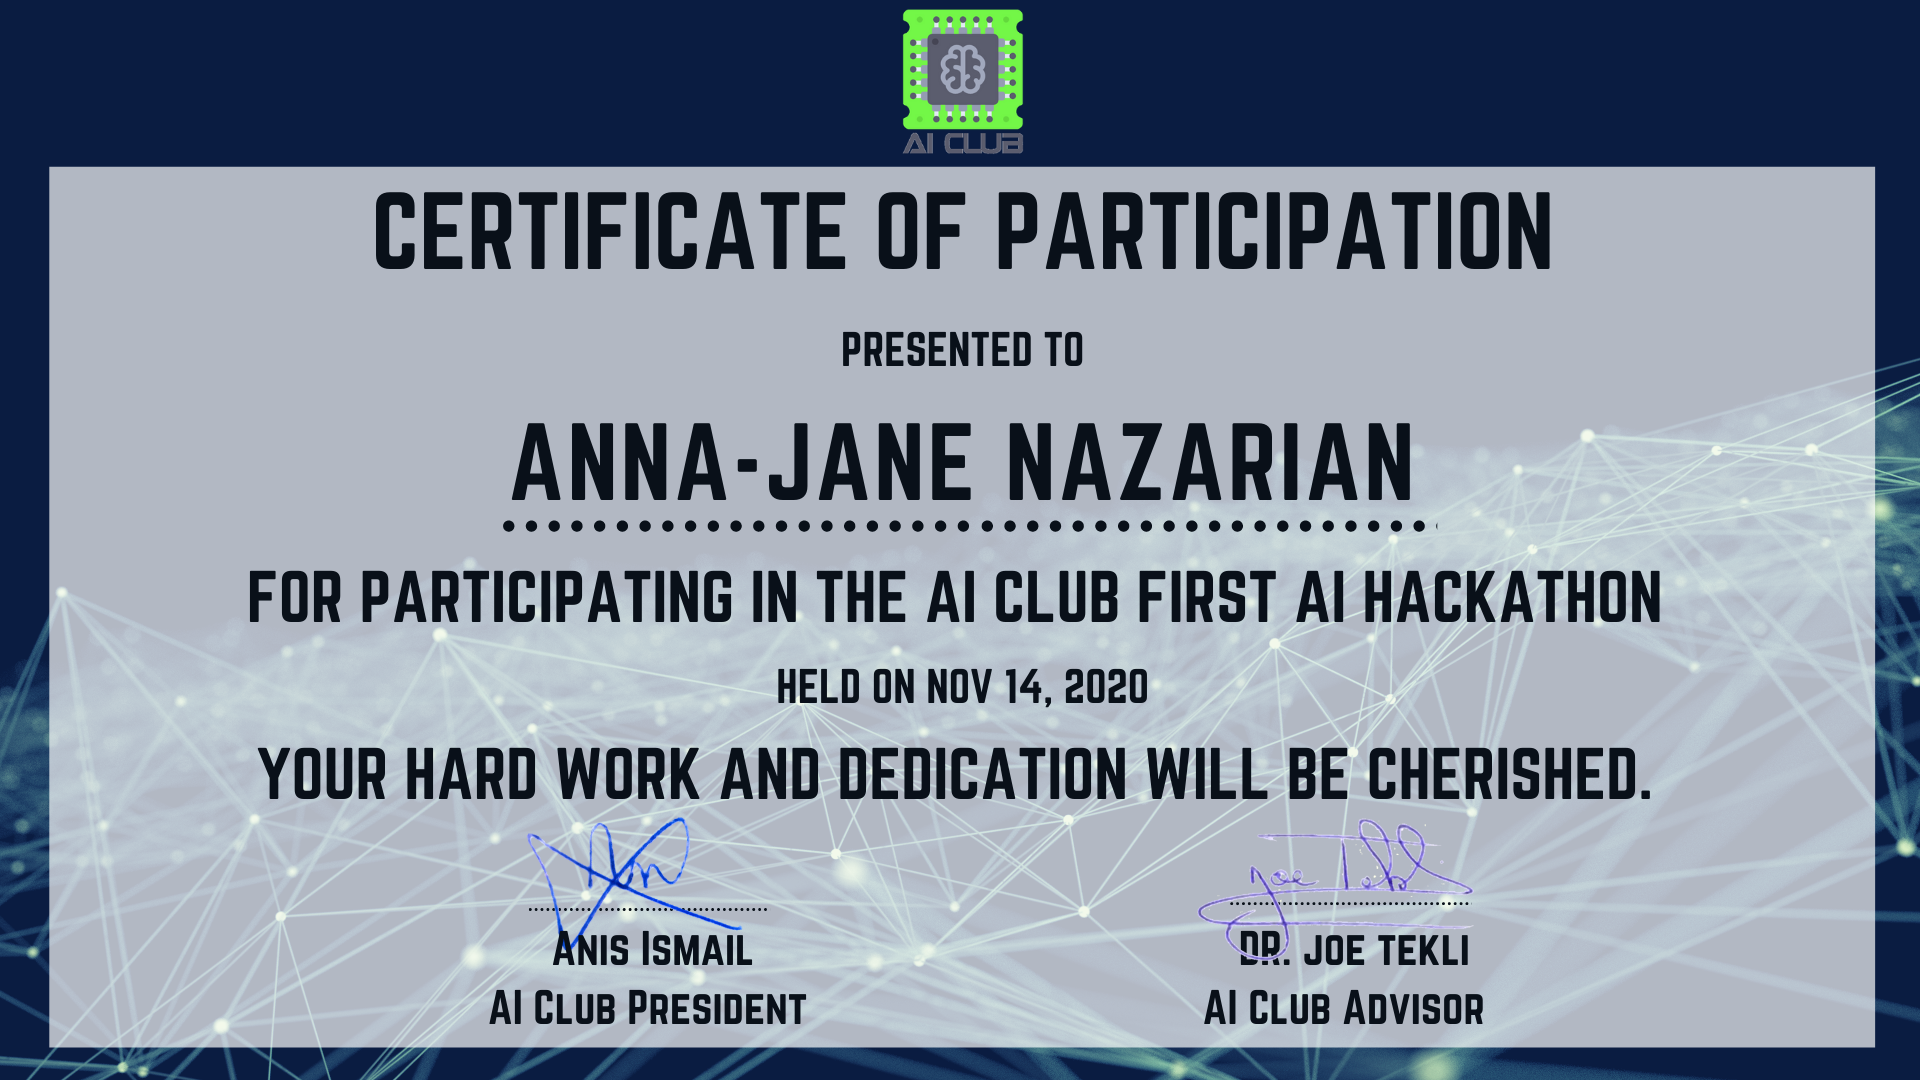 AI CLUB
CERTIFICATE OF PARTICIPATION
PRESENTED TO
ANNA-JANE NAZARIAN
FOR PARTICIPATING IN THE AI CLUB FIRST AI HACKATHON
HELD ON NOV 14, 2020
YOUR HARD WORK AND DEDICATION WILL BE CHERISHED.
Joe Tekli
Anis Ismail
DR. JOE TEKLI
AI Club President
AI Club Advisor